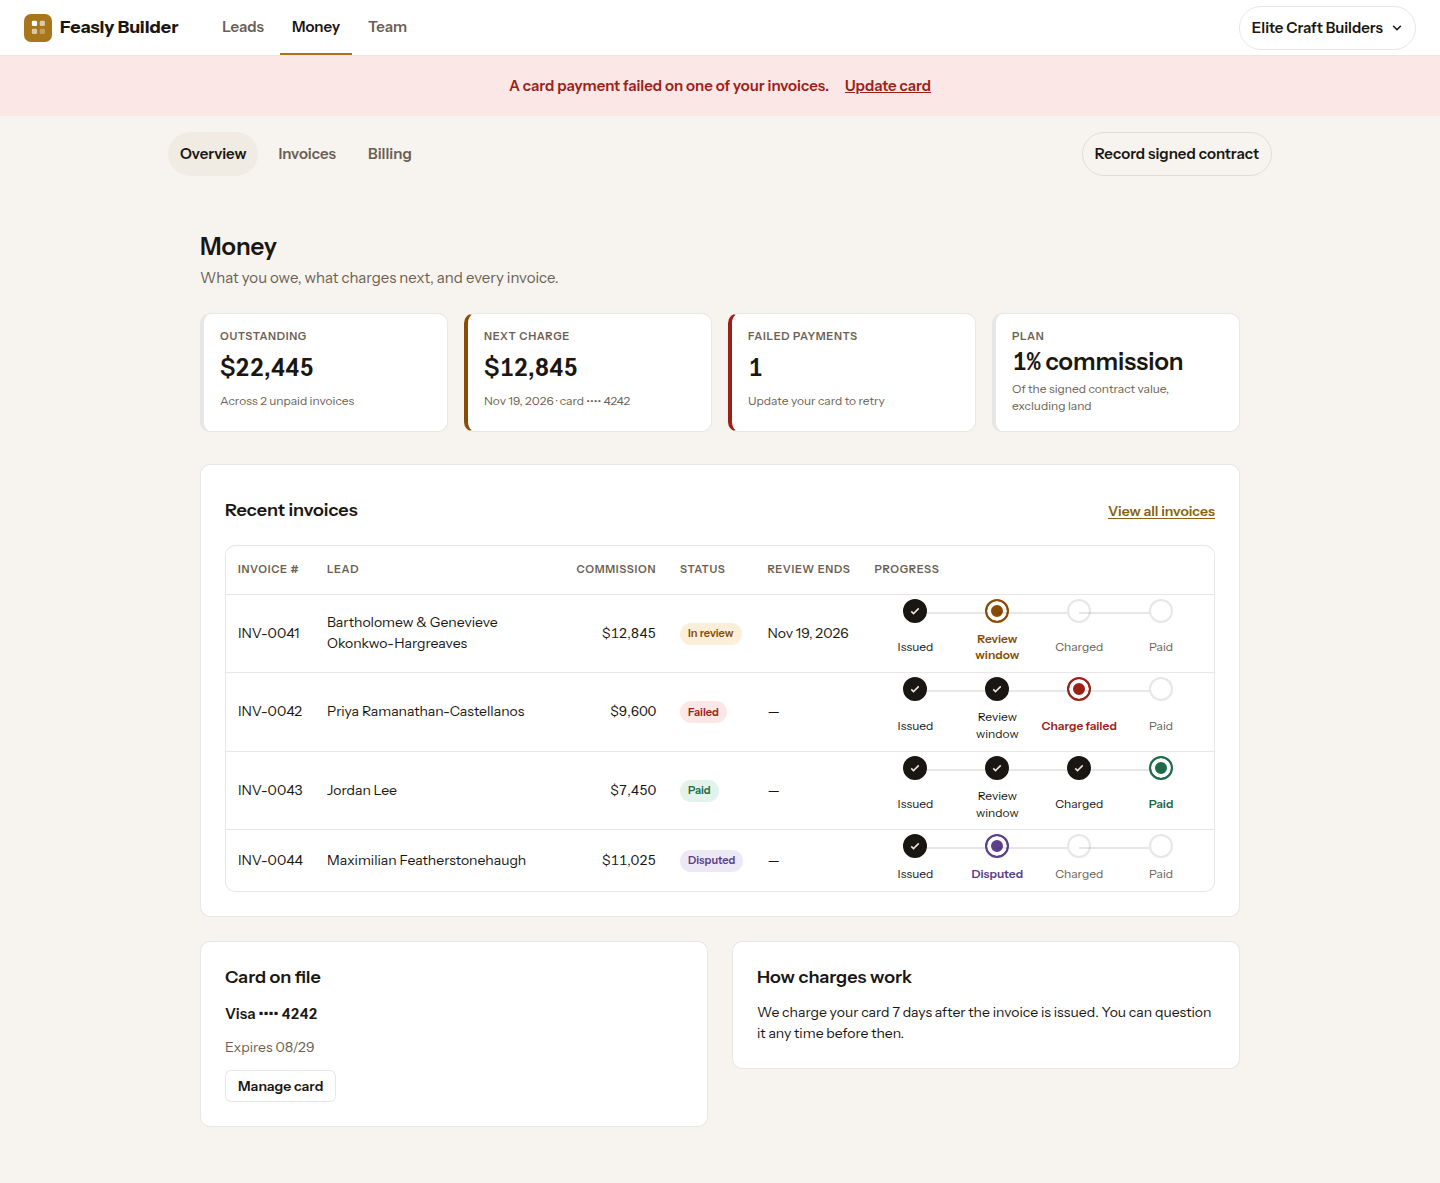 Feasly Builder
Leads
Money
Team
Elite Craft Builders
A card payment failed on one of your invoices. Update card
Overview
Invoices
Billing
Record signed contract
Money
What you owe, what charges next, and every invoice.
OUTSTANDING
$22,445
Across 2 unpaid invoices
NEXT CHARGE
$12,845
Nov 19, 2026 · card •••• 4242
FAILED PAYMENTS
1
Update your card to retry
PLAN
1% commission
Of the signed contract value,
excluding land
Recent invoices
View all invoices
INVOICE # LEAD COMMISSION STATUS REVIEW ENDS PROGRESS
INV-0041
Bartholomew & Genevieve
Okonkwo-Hargreaves
$12,845
In review
Nov 19, 2026
Issued
Review
window
Charged
Paid
INV-0042
Priya Ramanathan-Castellanos
$9,600
Failed
—
Issued
Review
window
Charge failed
Paid
INV-0043
Jordan Lee
$7,450
Paid
—
Issued
Review
window
Charged
Paid
INV-0044
Maximilian Featherstonehaugh
$11,025
Disputed
—
Issued
Disputed
Charged
Paid
Card on file
Visa •••• 4242
Expires 08/29
Manage card
How charges work
We charge your card 7 days after the invoice is issued. You can question
it any time before then.